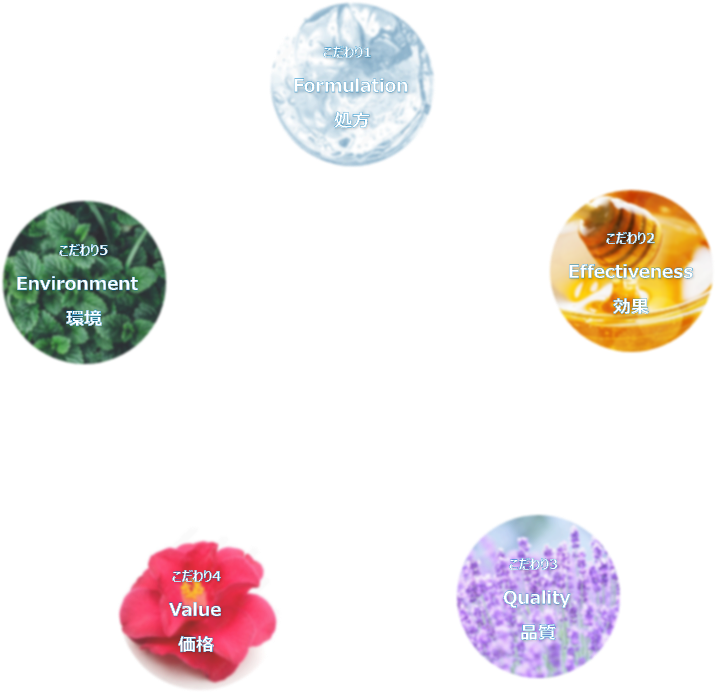 こだわり1
Formulation
処方
こだわり2
Effectiveness
効果
こだわり3
Quality
品質
こだわり4
Value
価格
こだわり5
Environment
環境